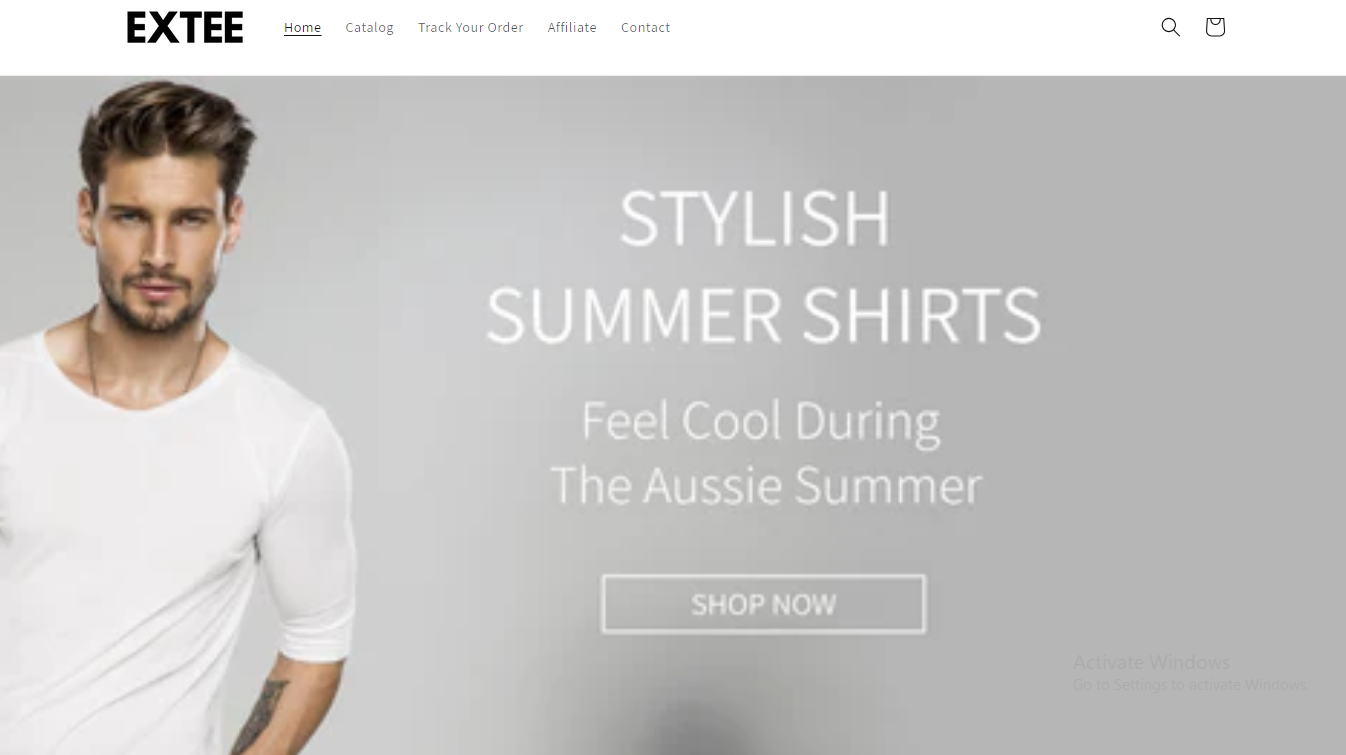 EXTEE
Home Catalog Track Your Order Affiliate Contact
STYLISH
SUMMER SHIRTS
Feel Cool During
The Aussie Summer
SHOP NOW
Activate Windows
Go to Settings to activate Windows.